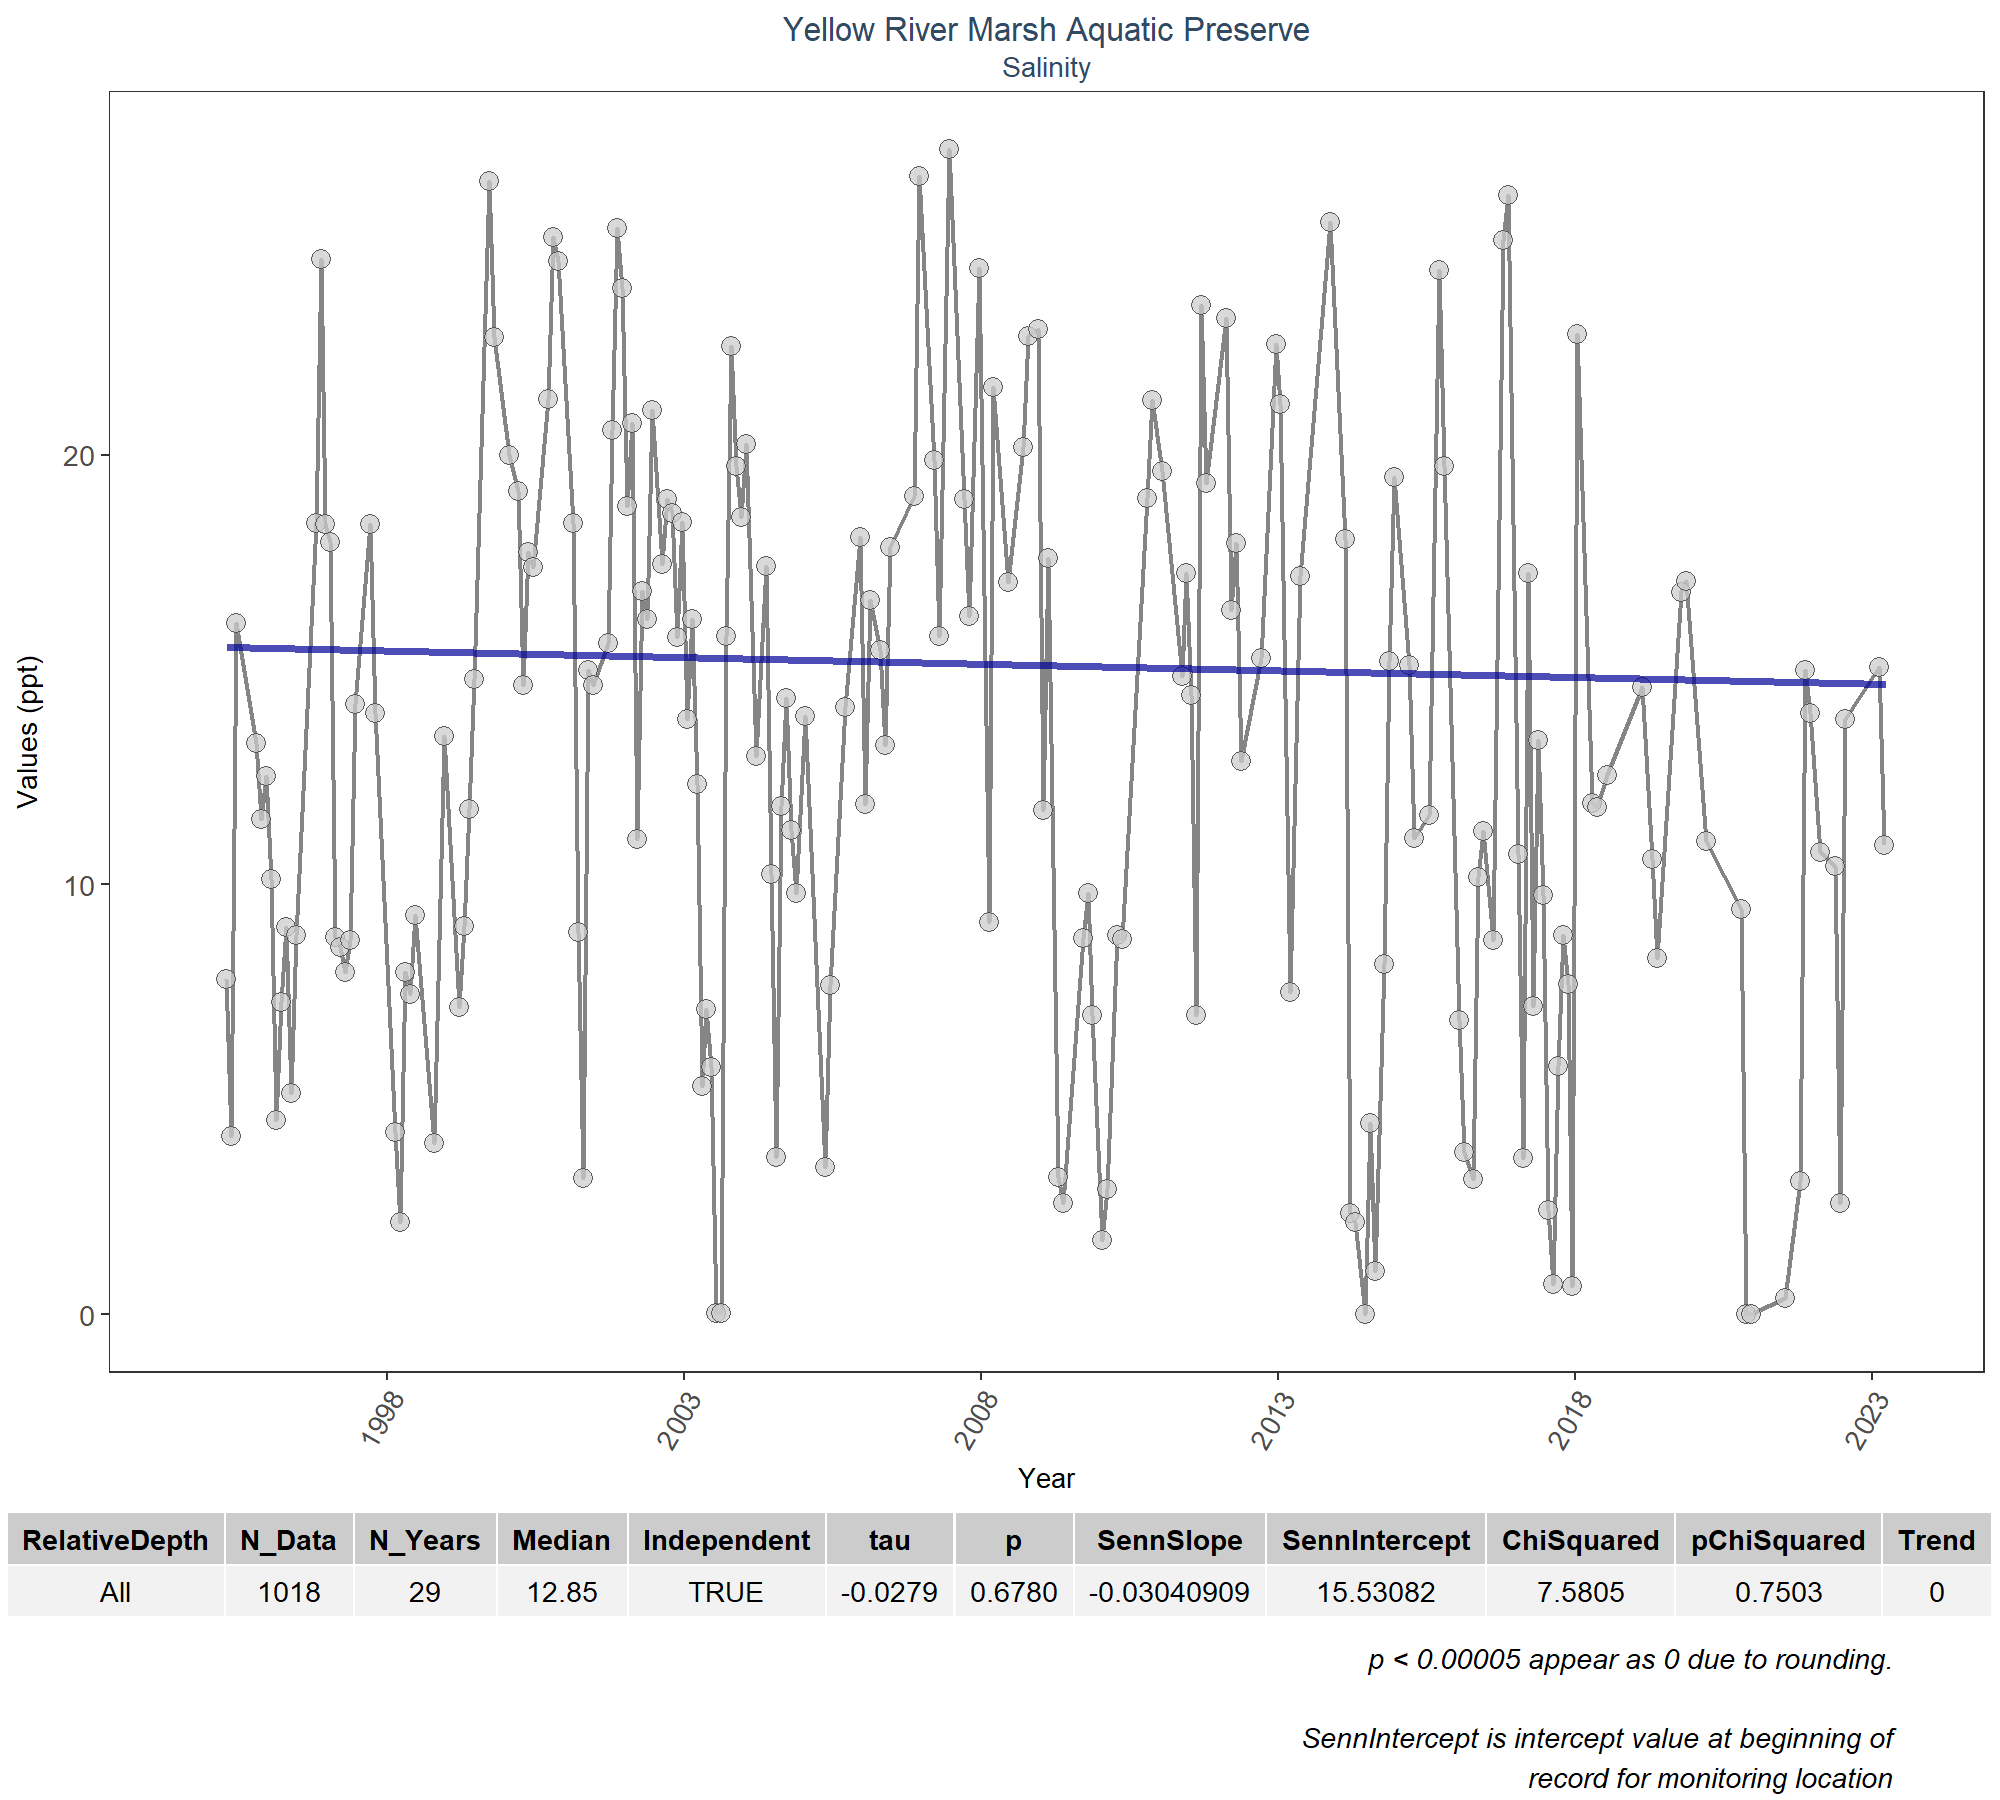 Yellow River Marsh Aquatic Preserve
Salinity
Values (ppt)
20
10
0
1998
2003
2008
2013
2018
2023
Year
RelativeDepth N_Data N_Years Median Independent tau p SennSlope SennIntercept ChiSquared pChiSquared Trend
All 1018 29 12.85 TRUE -0.0279 0.6780 -0.03040909 15.53082 7.5805 0.7503 0
p < 0.00005 appear as 0 due to rounding.
SennIntercept is intercept value at beginning of
record for monitoring location